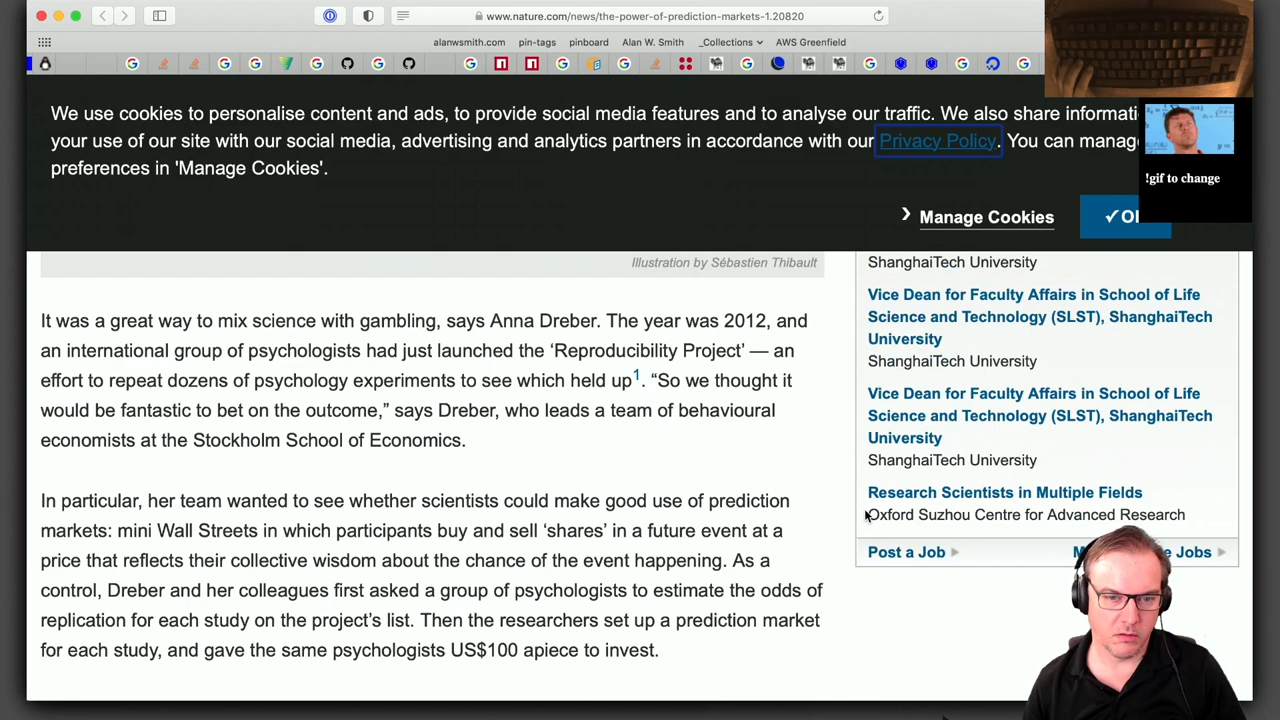 www.nature.com/news/the-power-of-prediction-markets-1.20820
alanwsmith.com pin-tags pinboard Alan W. Smith _Collections AWS Greenfield
We use cookies to personalise content and ads, to provide social media features and to analyse our traffic. We also share
your use of our site with our social media, advertising and analytics partners in accordance with our Privacy Policy. You can
preferences in 'Manage Cookies'.
!gif to change
Manage Cookies
Illustration by Sébastien Thibault
It was a great way to mix science with gambling, says Anna Dreber. The year was 2012, and
an international group of psychologists had just launched the ‘Reproducibility Project’ — an
effort to repeat dozens of psychology experiments to see which held up1. “So we thought it
would be fantastic to bet on the outcome,” says Dreber, who leads a team of behavioural
economists at the Stockholm School of Economics.
In particular, her team wanted to see whether scientists could make good use of prediction
markets: mini Wall Streets in which participants buy and sell ‘shares’ in a future event at a
price that reflects their collective wisdom about the chance of the event happening. As a
control, Dreber and her colleagues first asked a group of psychologists to estimate the odds of
replication for each study on the project’s list. Then the researchers set up a prediction market
for each study, and gave the same psychologists US$100 apiece to invest.
ShanghaiTech University
Vice Dean for Faculty Affairs in School of Life
Science and Technology (SLST), ShanghaiTech
University
ShanghaiTech University
Vice Dean for Faculty Affairs in School of Life
Science and Technology (SLST), ShanghaiTech
University
ShanghaiTech University
Research Scientists in Multiple Fields
Oxford Suzhou Centre for Advanced Research
Post a Job Jobs